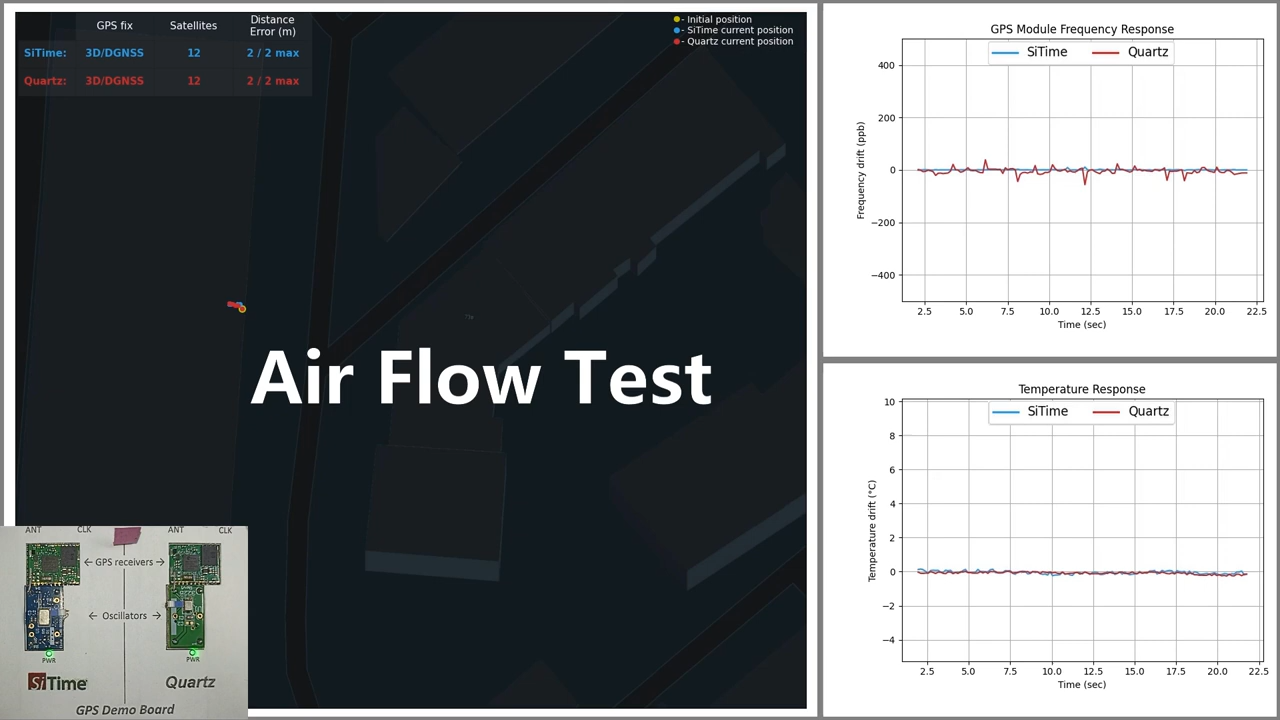 GPS fix Satellites Distance Error (m)
SiTime: 3D/DGNSS 12 2 / 2 max
Quartz: 3D/DGNSS 12 2 / 2 max
- Initial position
- SiTime current position
- Quartz current position
Air Flow Test
ANT CLK ANT CLK
← GPS receivers →
← Oscillators →
PWR PWR
SiTime Quartz
GPS Demo Board
GPS Module Frequency Response
SiTime Quartz
Frequency drift (ppb)
400
200
0
−200
−400
2.5 5.0 7.5 10.0 12.5 15.0 17.5 20.0 22.5
Time (sec)
Temperature Response
SiTime Quartz
Temperature drift (°C)
10
8
6
4
2
0
−2
−4
2.5 5.0 7.5 10.0 12.5 15.0 17.5 20.0 22.5
Time (sec)